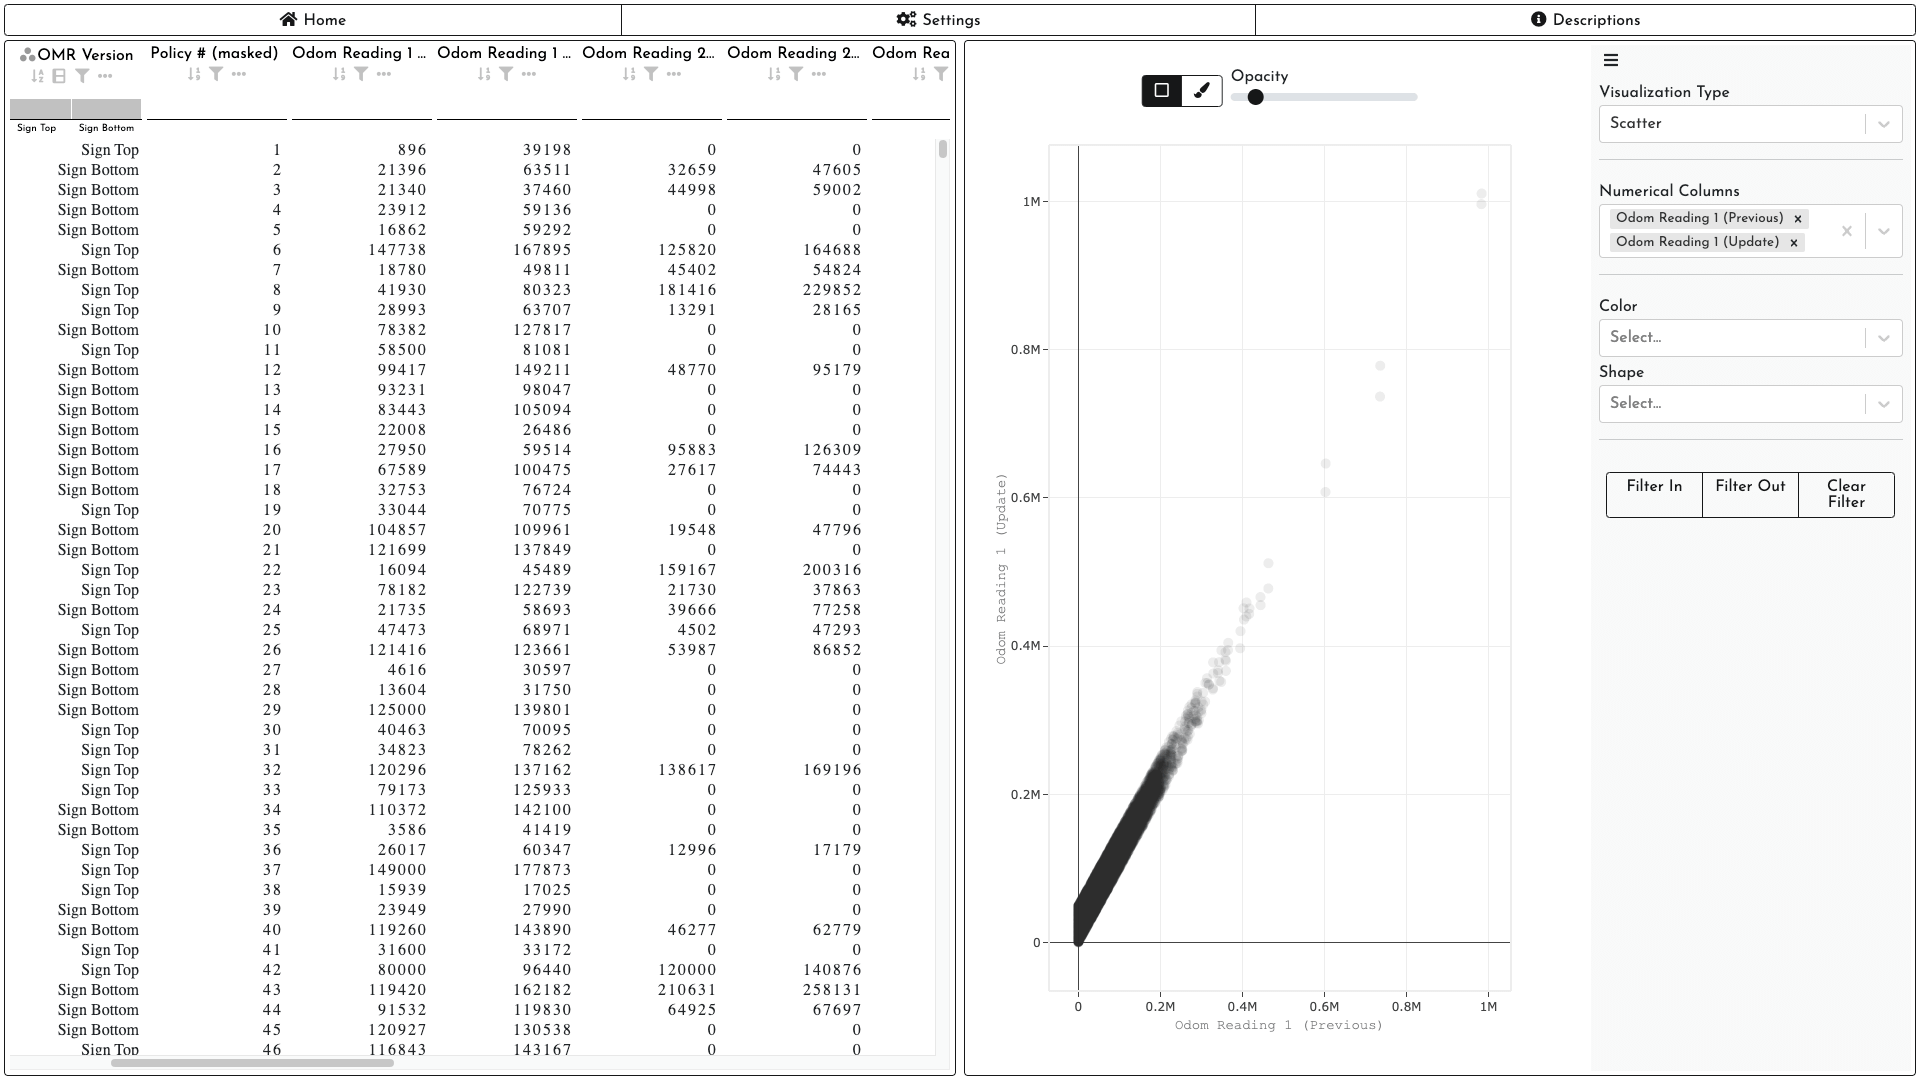 Home
Settings
Descriptions
OMR Version Policy # (masked) Odom Reading 1 ... Odom Reading 1 ... Odom Reading 2... Odom Reading 2... Odom Rea
Sign Top Sign Bottom
Sign Top 1 896 39198 0 0
Sign Bottom 2 21396 63511 32659 47605
Sign Bottom 3 21340 37460 44998 59002
Sign Bottom 4 23912 59136 0 0
Sign Bottom 5 16862 59292 0 0
Sign Top 6 147738 167895 125820 164688
Sign Bottom 7 18780 49811 45402 54824
Sign Top 8 41930 80323 181416 229852
Sign Top 9 28993 63707 13291 28165
Sign Bottom 10 78382 127817 0 0
Sign Top 11 58500 81081 0 0
Sign Bottom 12 99417 149211 48770 95179
Sign Bottom 13 93231 98047 0 0
Sign Bottom 14 83443 105094 0 0
Sign Bottom 15 22008 26486 0 0
Sign Bottom 16 27950 59514 95883 126309
Sign Bottom 17 67589 100475 27617 74443
Sign Bottom 18 32753 76724 0 0
Sign Top 19 33044 70775 0 0
Sign Bottom 20 104857 109961 19548 47796
Sign Bottom 21 121699 137849 0 0
Sign Top 22 16094 45489 159167 200316
Sign Top 23 78182 122739 21730 37863
Sign Bottom 24 21735 58693 39666 77258
Sign Top 25 47473 68971 4502 47293
Sign Bottom 26 121416 123661 53987 86852
Sign Bottom 27 4616 30597 0 0
Sign Bottom 28 13604 31750 0 0
Sign Bottom 29 125000 139801 0 0
Sign Top 30 40463 70095 0 0
Sign Top 31 34823 78262 0 0
Sign Top 32 120296 137162 138617 169196
Sign Top 33 79173 125933 0 0
Sign Bottom 34 110372 142100 0 0
Sign Bottom 35 3586 41419 0 0
Sign Top 36 26017 60347 12996 17179
Sign Top 37 149000 177873 0 0
Sign Top 38 15939 17025 0 0
Sign Bottom 39 23949 27990 0 0
Sign Bottom 40 119260 143890 46277 62779
Sign Top 41 31600 33172 0 0
Sign Top 42 80000 96440 120000 140876
Sign Bottom 43 119420 162182 210631 258131
Sign Bottom 44 91532 119830 64925 67697
Sign Bottom 45 120927 130538 0 0
Sign Top 46 116843 143167 0 0
Opacity
1M
0.8M
0.6M
0.4M
0.2M
0
Odom Reading 1 (Update)
0 0.2M 0.4M 0.6M 0.8M 1M
Odom Reading 1 (Previous)
Visualization Type
Scatter
Numerical Columns
Odom Reading 1 (Previous) ×
Odom Reading 1 (Update) ×
Color
Select...
Shape
Select...
Filter In
Filter Out
Clear
Filter